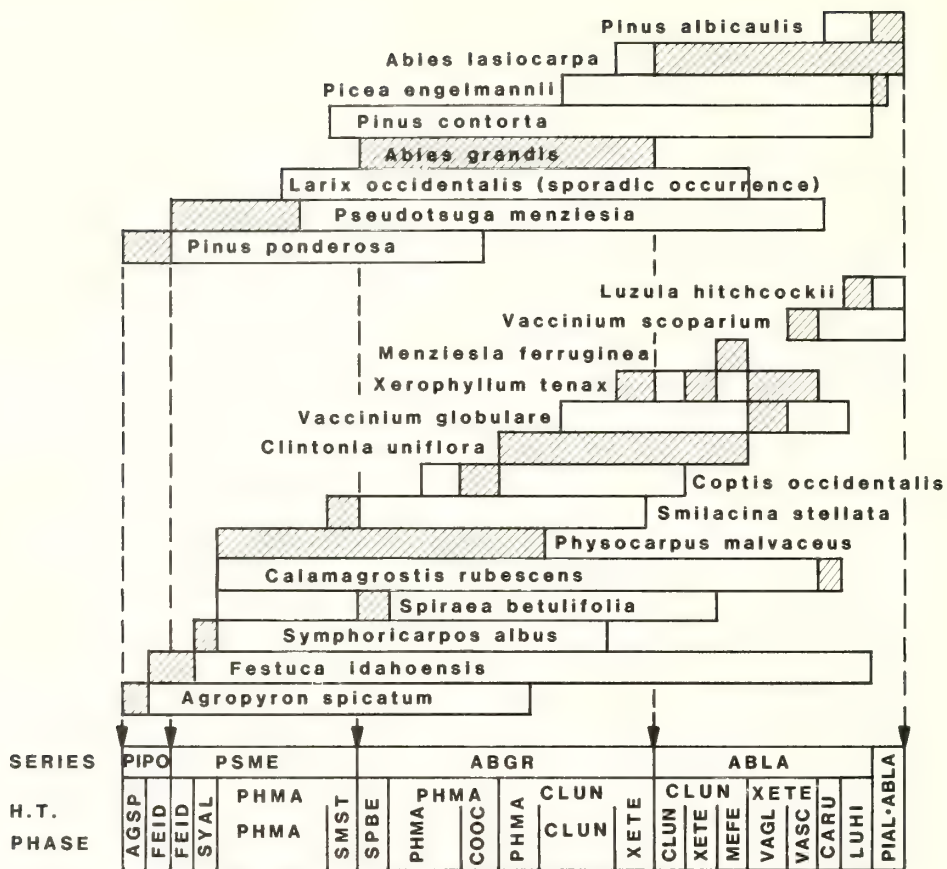 Pinus albicaulis
Abies lasiocarpa
Picea engelmannii
Pinus contorta
Abies grandis
Larix occidentalis (sporadic occurrence)
Pseudotsuga menziesia
Pinus ponderosa
Luzula hitchcockii
Vaccinium scoparium
Menziesia ferruginea
Xerophyllum tenax
Vaccinium globulare
Clintonia uniflora
Coptis occidentalis
Smilacina stellata
Physocarpus malvaceus
Calamagrostis rubescens
Spiraea betulifolia
Symphoricarpos albus
Festuca idahoensis
Agropyron spicatum
SERIES PIPO PSME ABGR ABLA PIAL-ABLA
H.T. AGSP FEID FEID SYAL PHMA SPBE PHMA CLUN CLUN XETE CARU LUHI
PHASE PHMA SMST PHMA COOC PHMA CLUN XETE CLUN XETE MEFE VAGL VASC